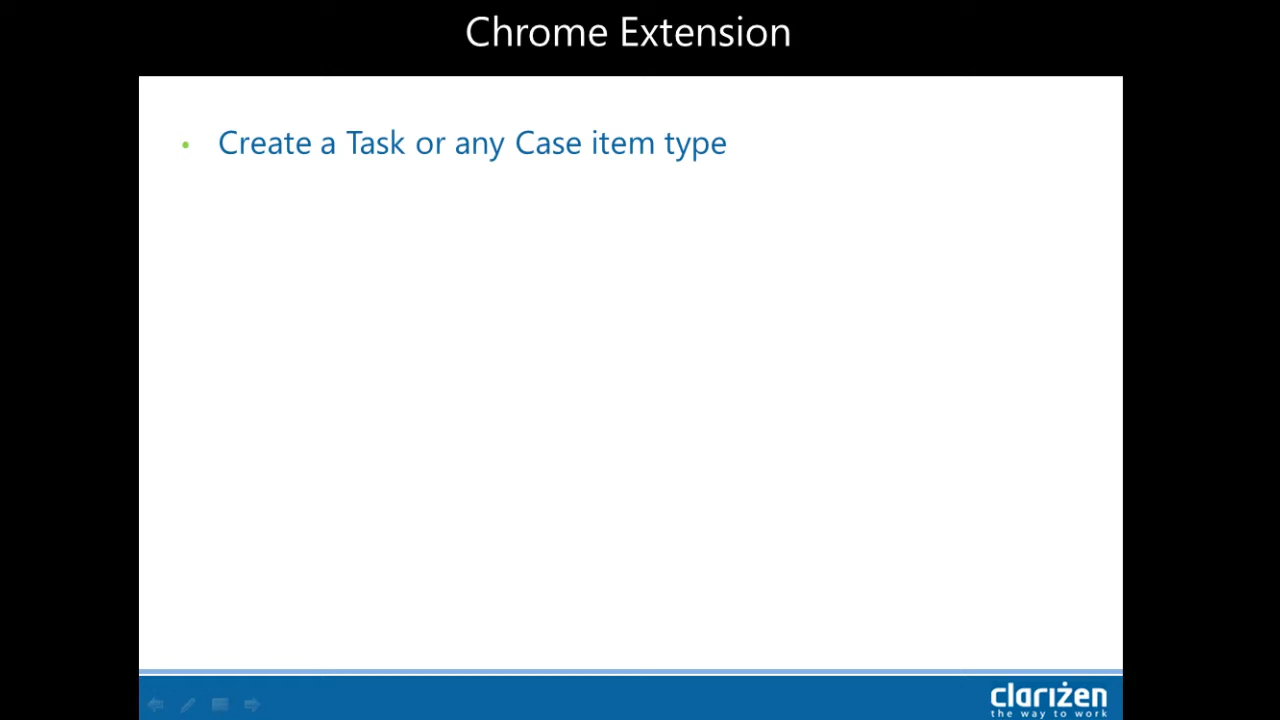 Chrome Extension
• Create a Task or any Case item type
clarizen
the way to work